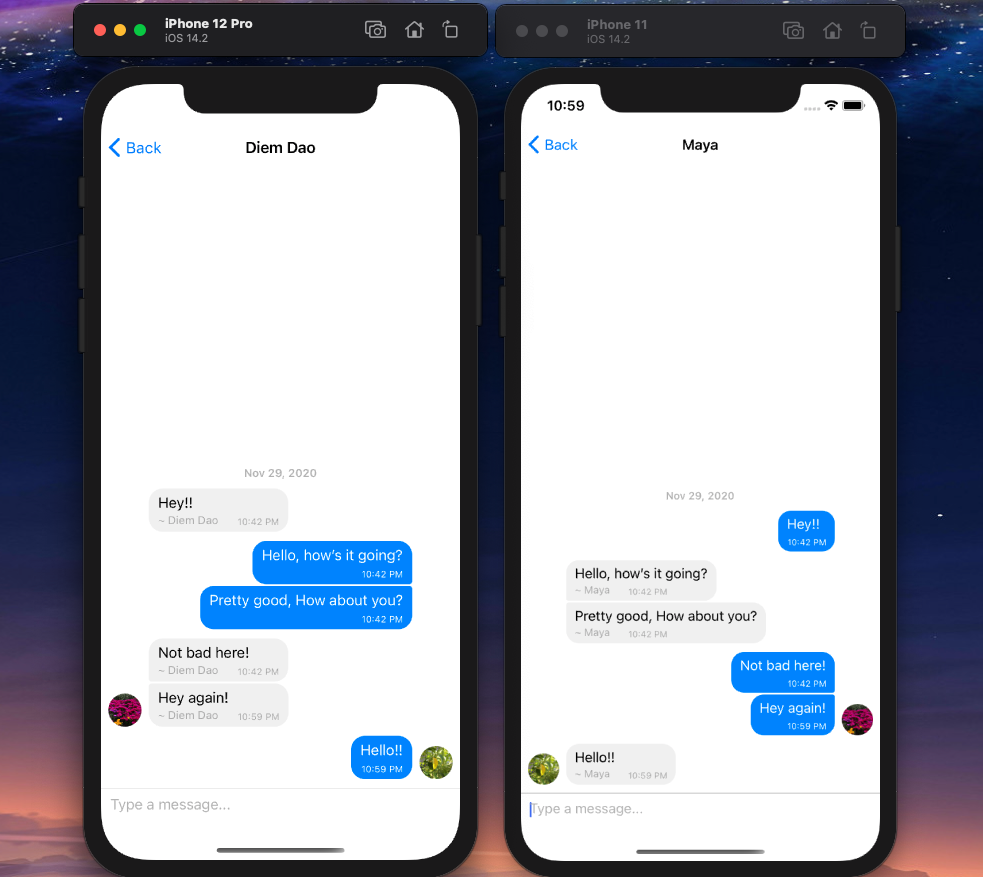 iPhone 12 Pro
iOS 14.2
Back
Diem Dao
Nov 29, 2020
Hey!!
~ Diem Dao 10:42 PM
Hello, how's it going?
10:42 PM
Pretty good, How about you?
10:42 PM
Not bad here!
~ Diem Dao 10:42 PM
Hey again!
~ Diem Dao 10:59 PM
Hello!!
10:59 PM
Type a message...
iPhone 11
iOS 14.2
10:59
Back
Maya
Nov 29, 2020
Hey!!
10:42 PM
Hello, how's it going?
~ Maya 10:42 PM
Pretty good, How about you?
~ Maya 10:42 PM
Not bad here!
10:42 PM
Hey again!
10:59 PM
Hello!!
~ Maya 10:59 PM
Type a message...